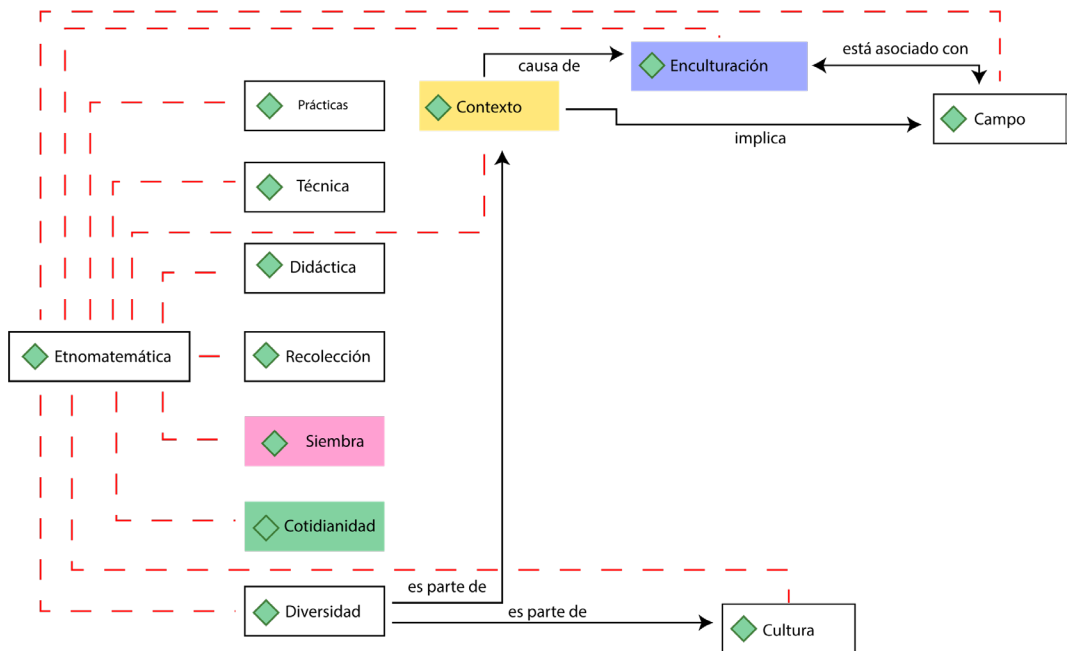 está asociado con
Enculturación
causa de
Prácticas
Contexto
Campo
implica
Técnica
Didáctica
Etnomatemática
Recolección
Siembra
Cotidianidad
es parte de
Diversidad
es parte de
Cultura